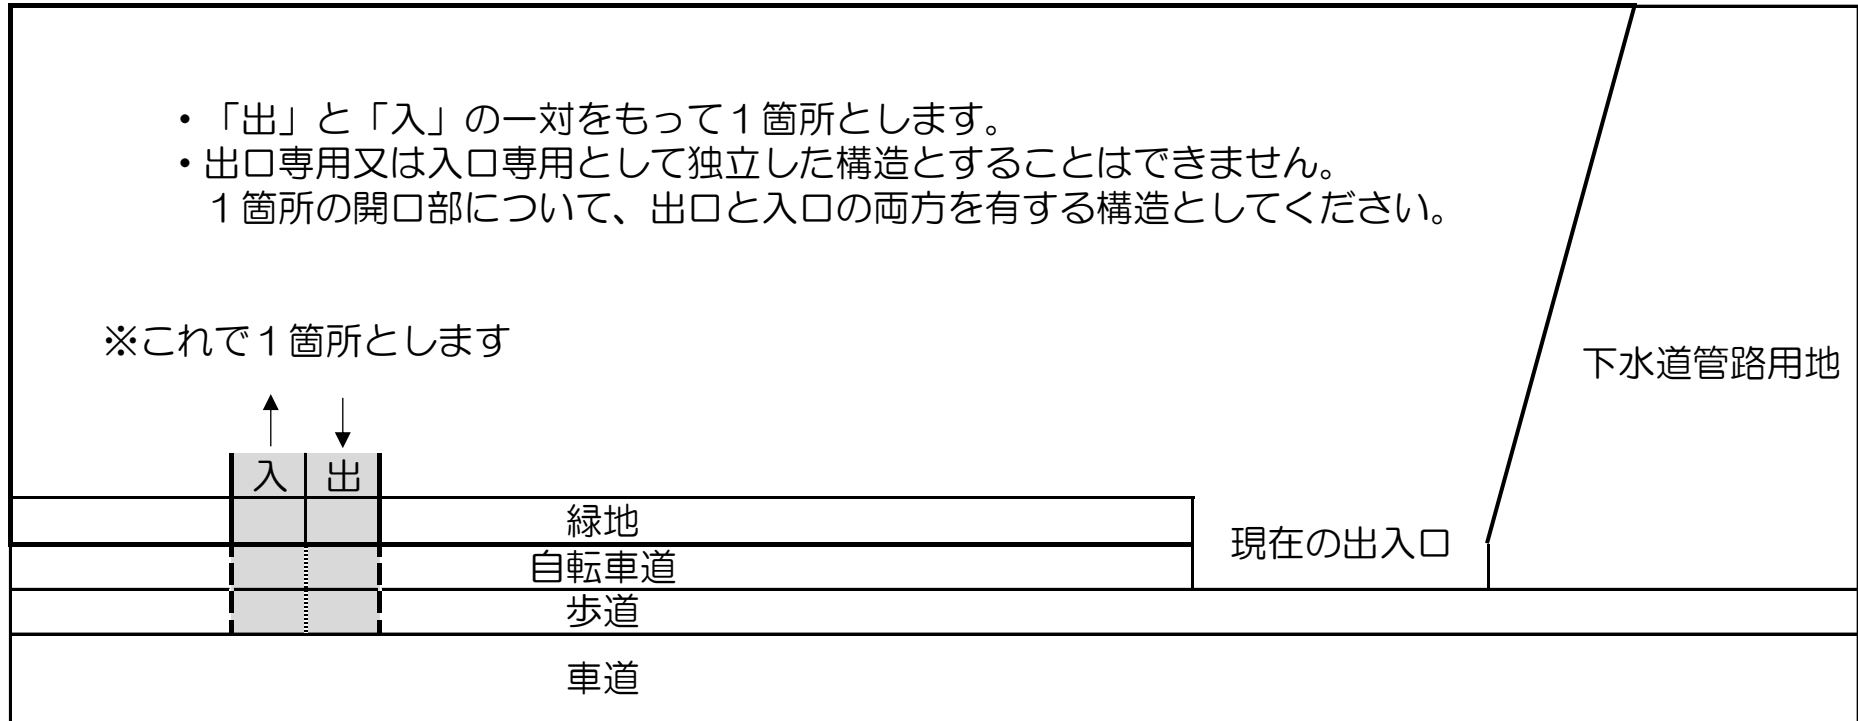 ・「出」と「入」の一対をもって１箇所とします。
・出口専用又は入口専用として独立した構造とすることはできません。
１箇所の開口部について、出口と入口の両方を有する構造としてください。
※これで１箇所とします
下水道管路用地
入 出
緑地
現在の出入口
自転車道
歩道
車道